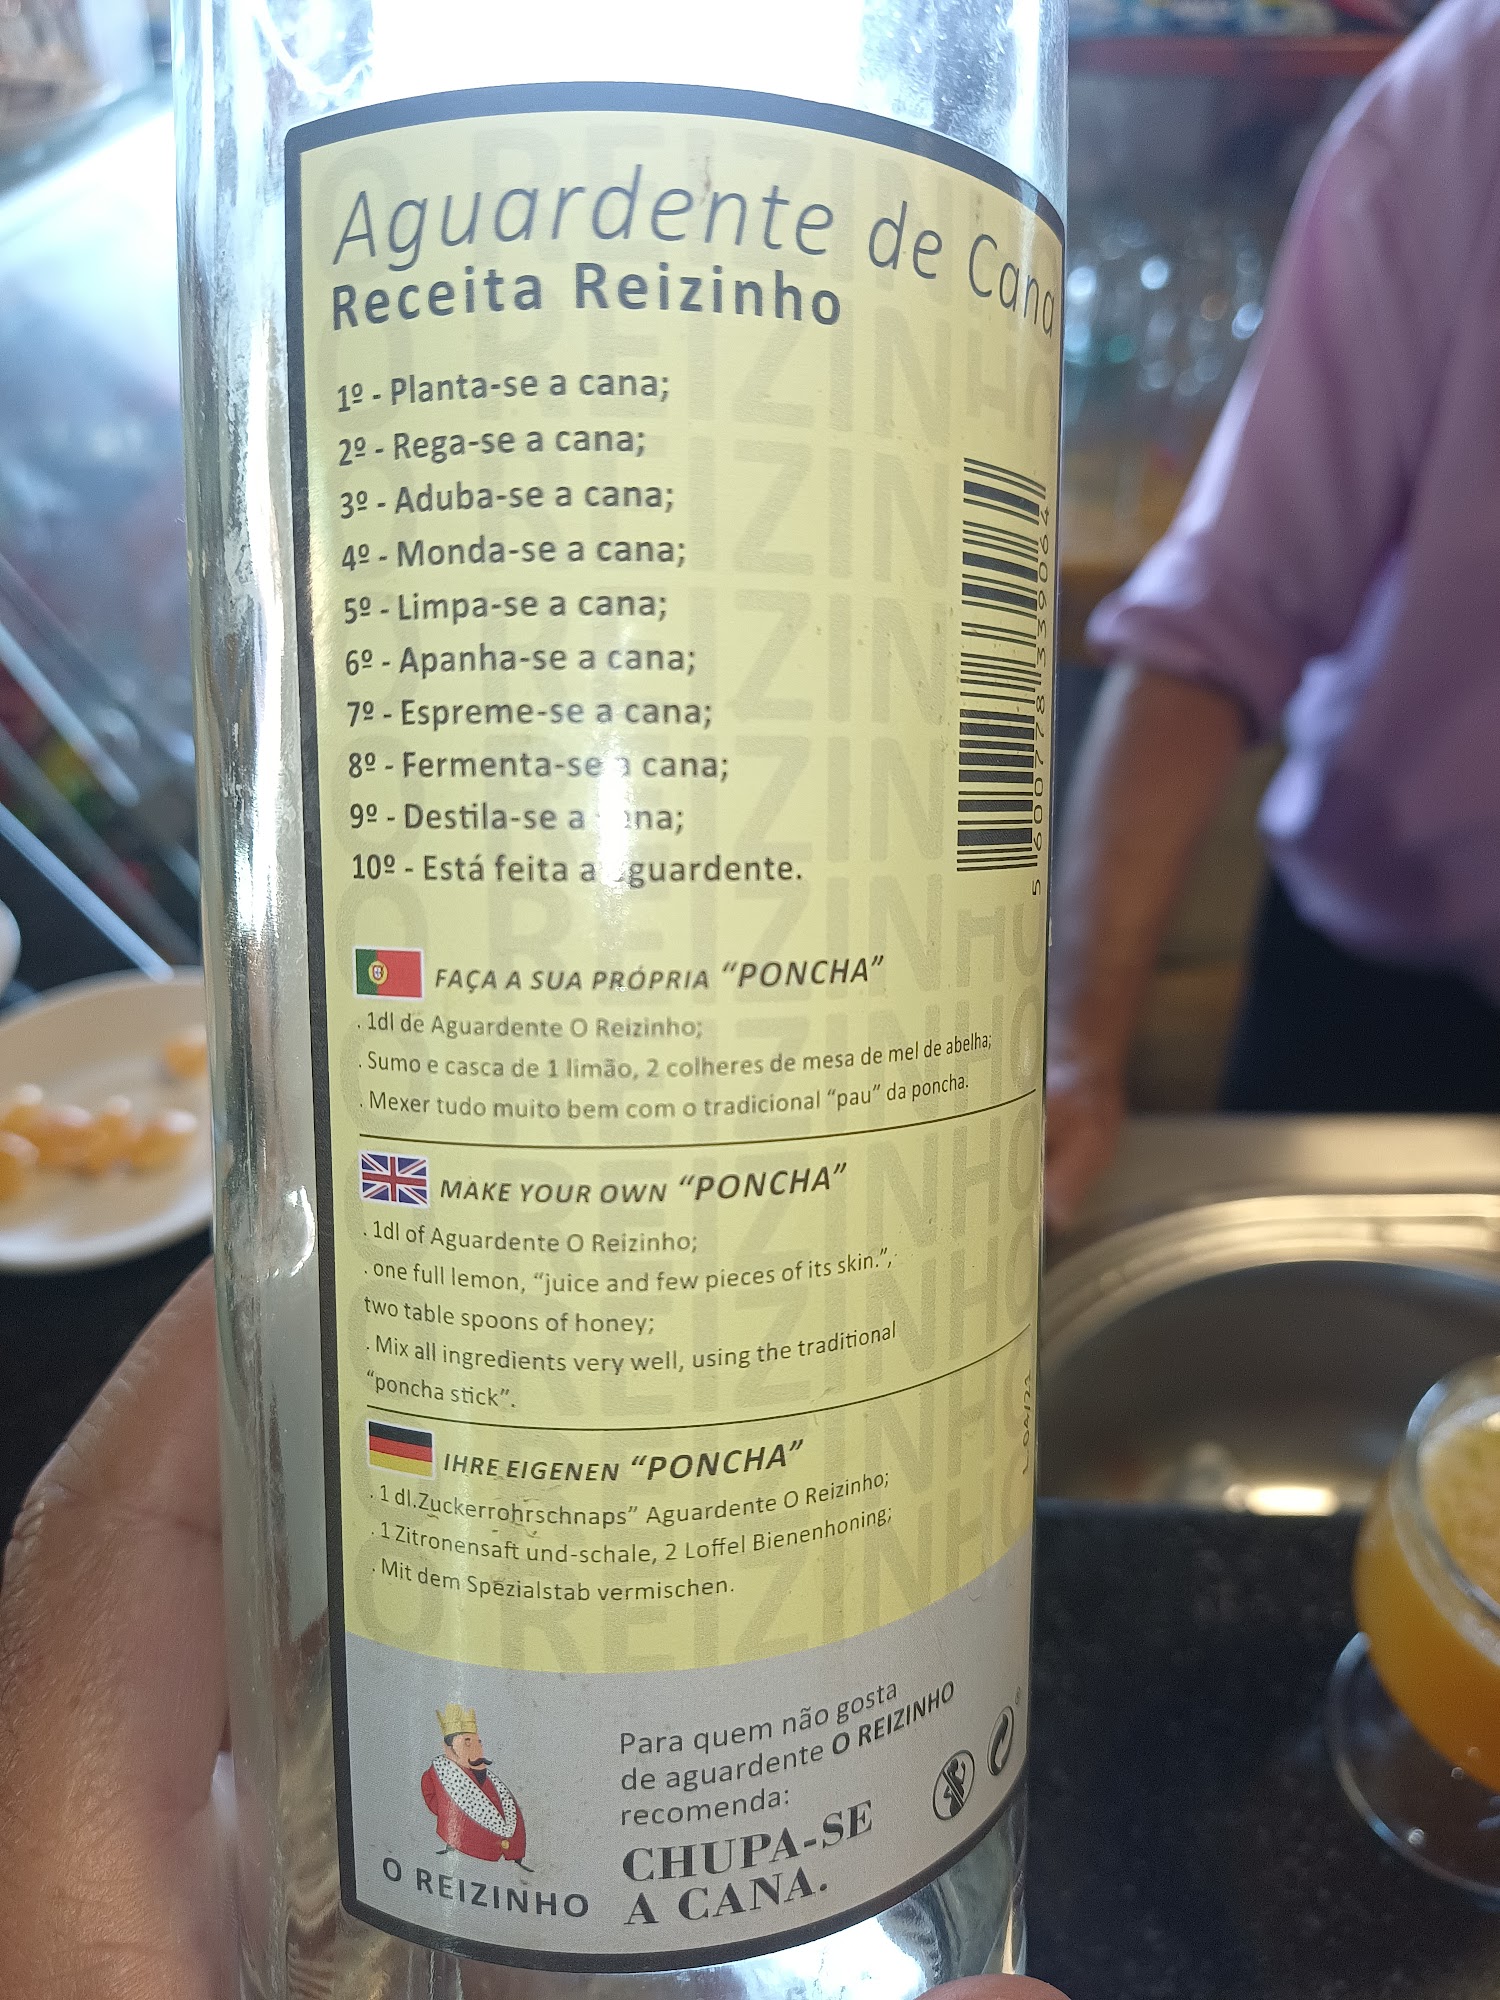 Aguardente de Cana
Receita Reizinho
1º - Planta-se a cana;
2º - Rega-se a cana;
3º - Aduba-se a cana;
4º - Monda-se a cana;
5º - Limpa-se a cana;
6º - Apanha-se a cana;
7º - Espreme-se a cana;
8º - Fermenta-se a cana;
9º - Destila-se a cana;
10º - Está feita a aguardente.
5 600778 339064
FAÇA A SUA PRÓPRIA “PONCHA”
. 1dl de Aguardente O Reizinho;
. Sumo e casca de 1 limão, 2 colheres de mesa de mel de abelha;
. Mexer tudo muito bem com o tradicional “pau” da poncha.
MAKE YOUR OWN “PONCHA”
. 1dl of Aguardente O Reizinho;
. one full lemon, “juice and few pieces of its skin.”,
two table spoons of honey;
. Mix all ingredients very well, using the traditional
“poncha stick”.
IHRE EIGENEN “PONCHA”
. 1 dl.Zuckerrohrschnaps” Aguardente O Reizinho;
. 1 Zitronensaft und-schale, 2 Loffel Bienenhoning;
. Mit dem Spezialstab vermischen.
O REIZINHO
Para quem não gosta
de aguardente O REIZINHO
recomenda:
CHUPA-SE
A CANA.